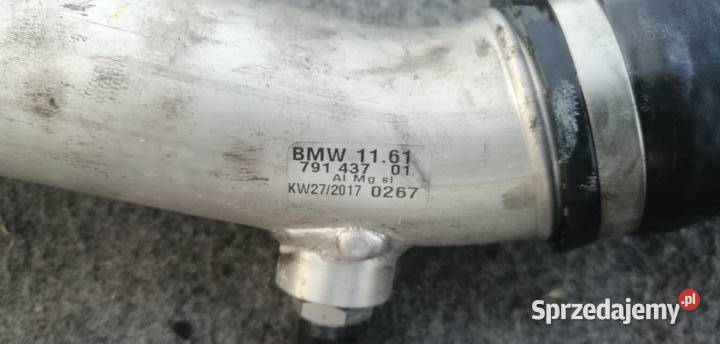 BMW 11.61
791 437 01
Al Mg si
KW27/2017 0267
Sprzedajemy.pl